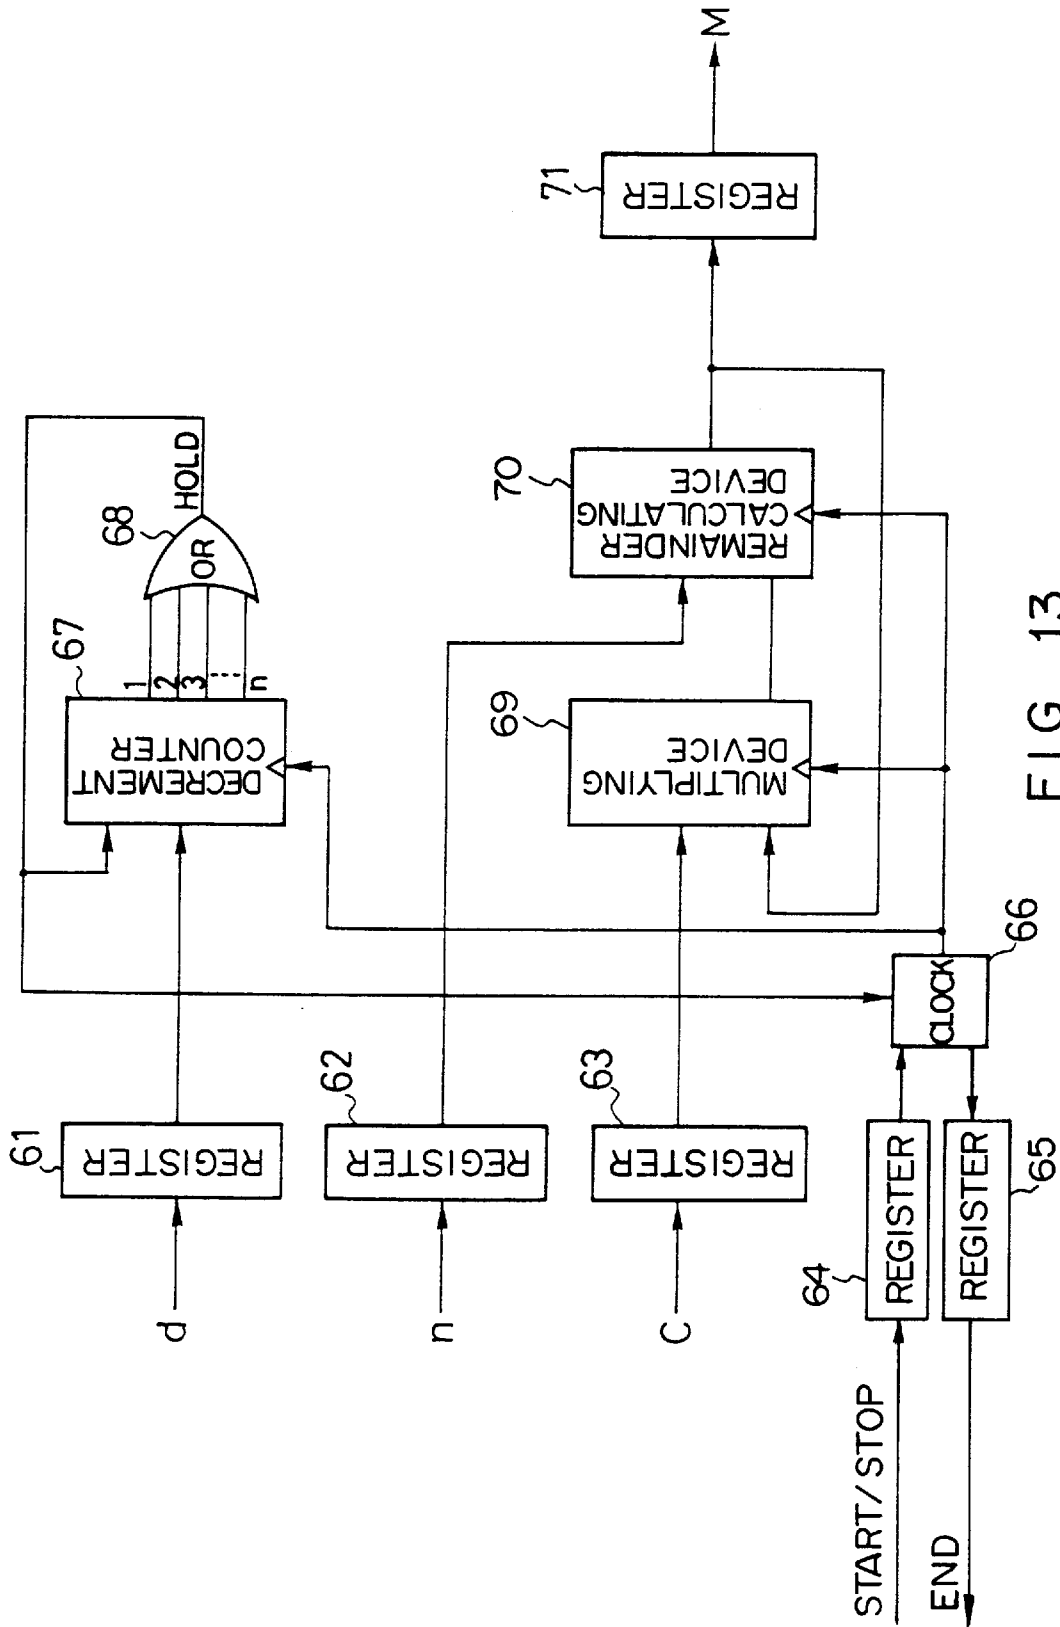 d
61
REGISTER
n
62
REGISTER
C
63
REGISTER
START/STOP
64
REGISTER
END
REGISTER
65
CLOCK
66
67
DECREMENT
COUNTER
1
2
3
n
68
OR
HOLD
69
MULTIPLYING
DEVICE
70
REMAINDER
CALCULATING
DEVICE
71
REGISTER
M
FIG 13